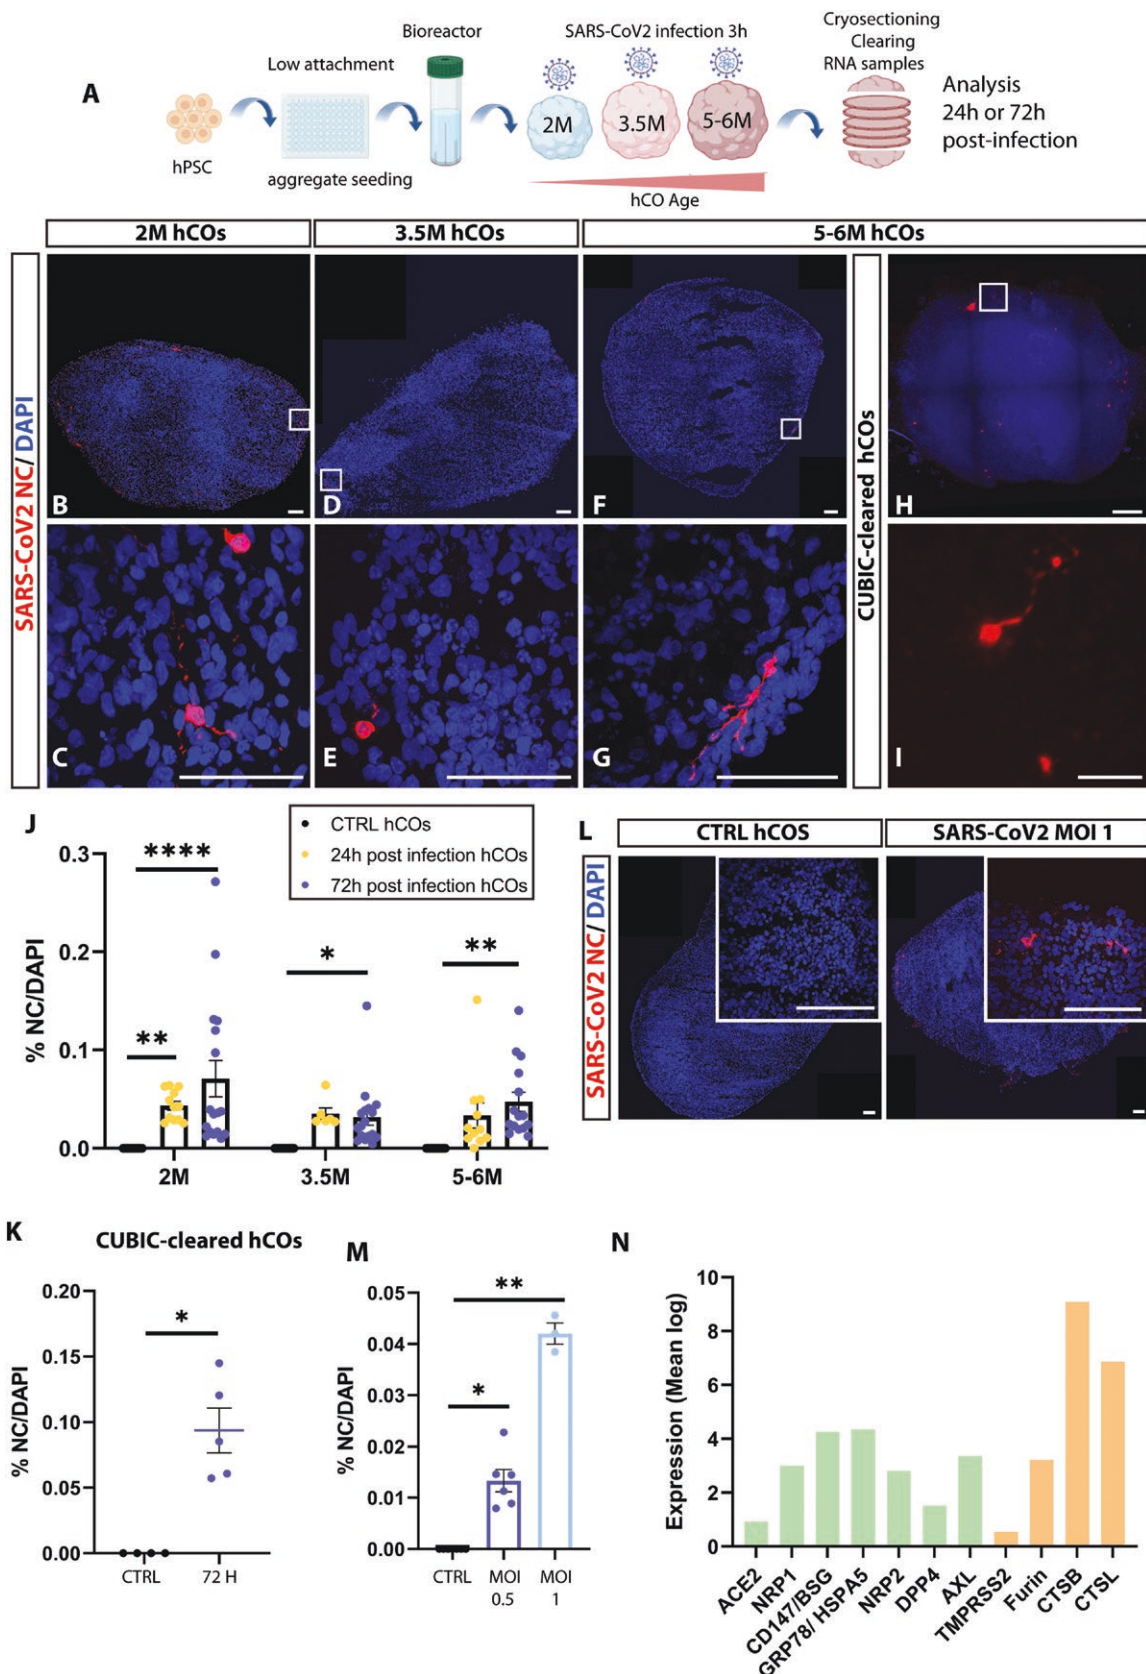 A
hPSC
Low attachment
aggregate seeding
Bioreactor
SARS-CoV2 infection 3h
2M
3.5M
5-6M
hCO Age
Cryosectioning
Clearing
RNA samples
Analysis
24h or 72h
post-infection
2M hCOs
3.5M hCOs
5-6M hCOs
SARS-CoV2 NC/ DAPI
CUBIC-cleared hCOs
B
D
F
H
C
E
G
I
J
CTRL hCOs
24h post infection hCOs
72h post infection hCOs
% NC/DAPI
0.3
0.2
0.1
0.0
****
**
*
**
2M
3.5M
5-6M
L
CTRL hCOS
SARS-CoV2 MOI 1
SARS-CoV2 NC/ DAPI
K
CUBIC-cleared hCOs
% NC/DAPI
0.20
0.15
0.10
0.05
0.00
*
CTRL
72 H
M
% NC/DAPI
0.05
0.04
0.03
0.02
0.01
0.00
**
*
CTRL
MOI
0.5
MOI
1
N
Expression (Mean log)
10
8
6
4
2
0
ACE2
NRP1
CD147/BSG
GRP78/ HSPA5
NRP2
DPP4
AXL
TMPRSS2
Furin
CTSB
CTSL